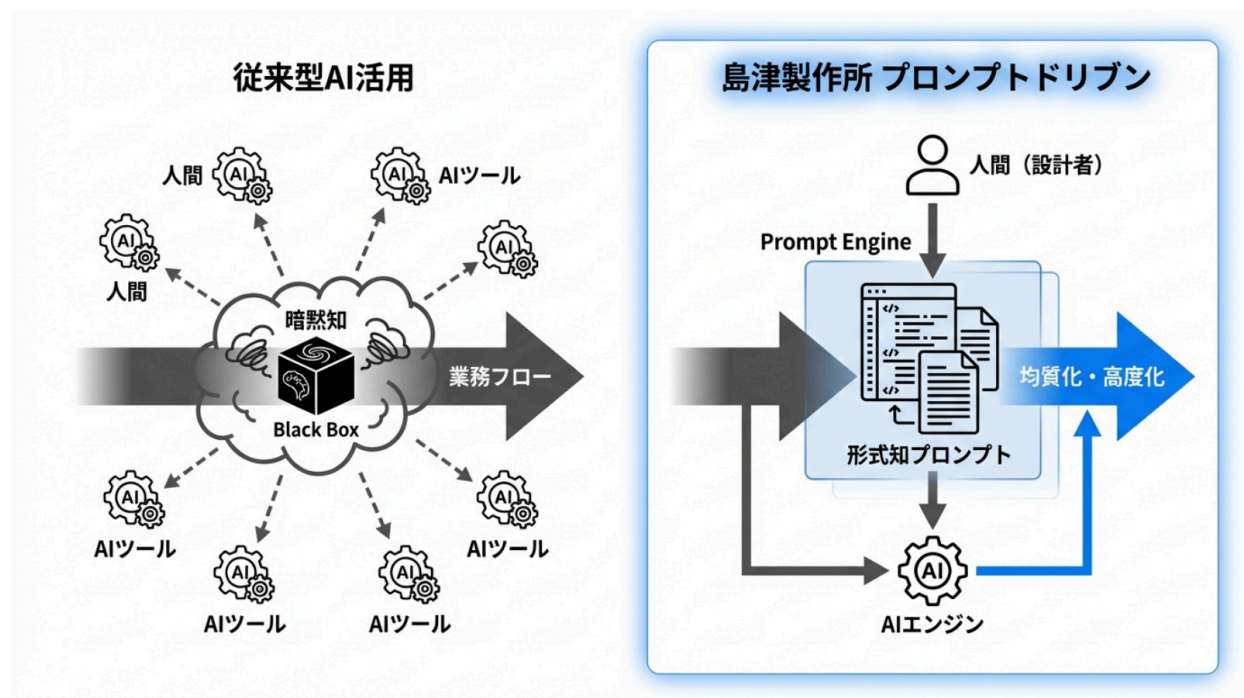 従来型AI活用
人間
AI
AI
AIツール
AI
人間
AI
暗黙知
業務フロー
Black Box
AI
AIツール
AI
AIツール
AI
AIツール
AI
AIツール
島津製作所 プロンプトドリブン
人間（設計者）
Prompt Engine
</>
</>
</>
均質化・高度化
形式知プロンプト
AI
AIエンジン